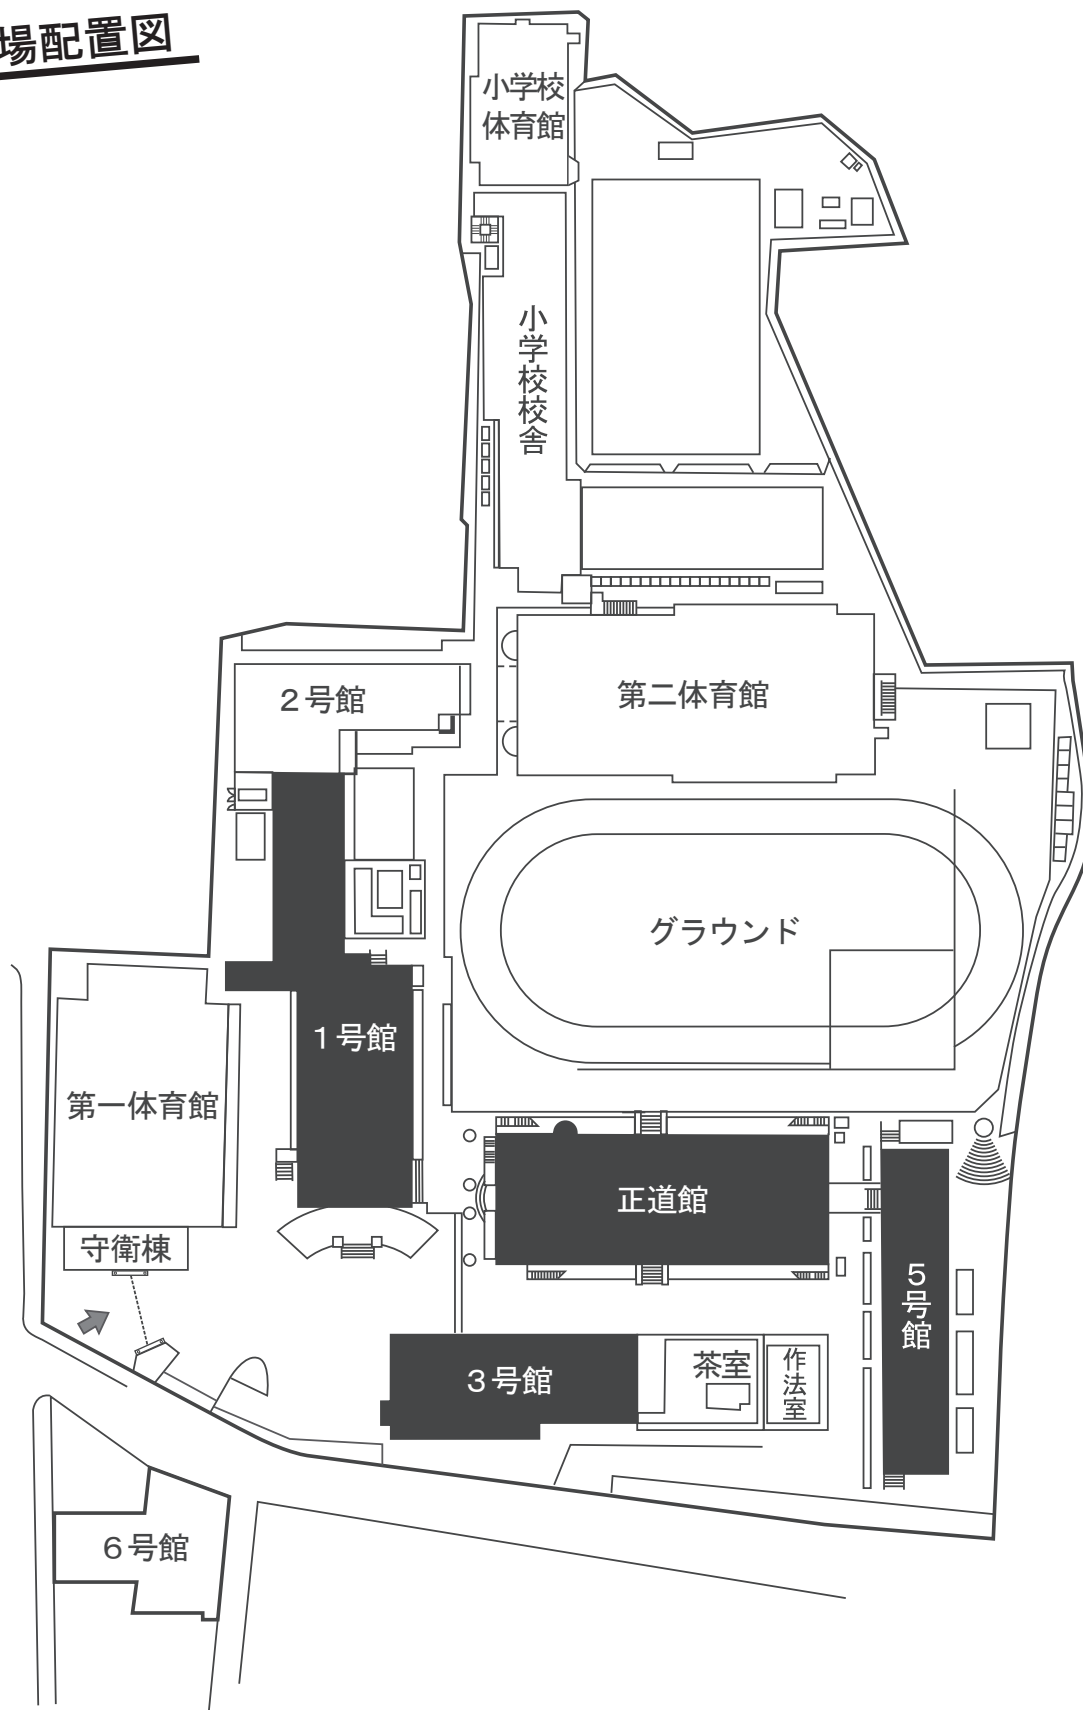 場配置図
小学校
体育館
小学校校舎
２号館
第二体育館
グラウンド
１号館
第一体育館
正道館
守衛棟
５号館
３号館
茶室
作法室
６号館